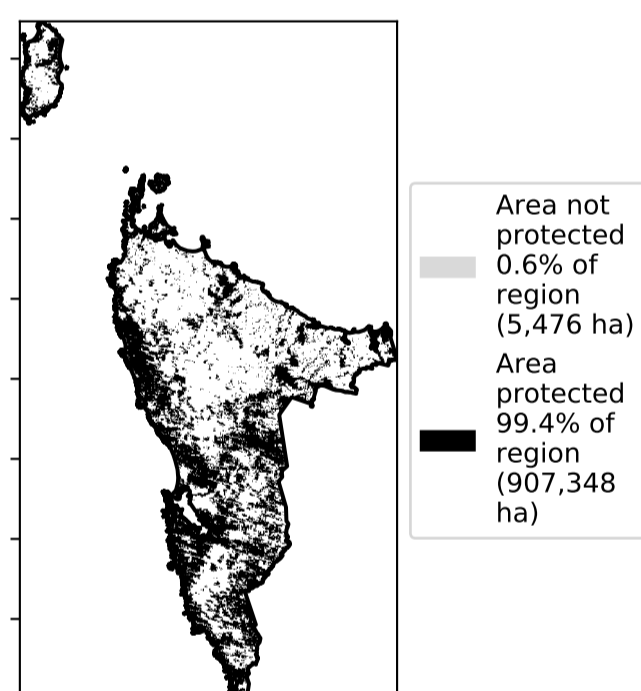 Area not
protected
0.6% of
region
(5,476 ha)
Area
protected
99.4% of
region
(907,348
ha)